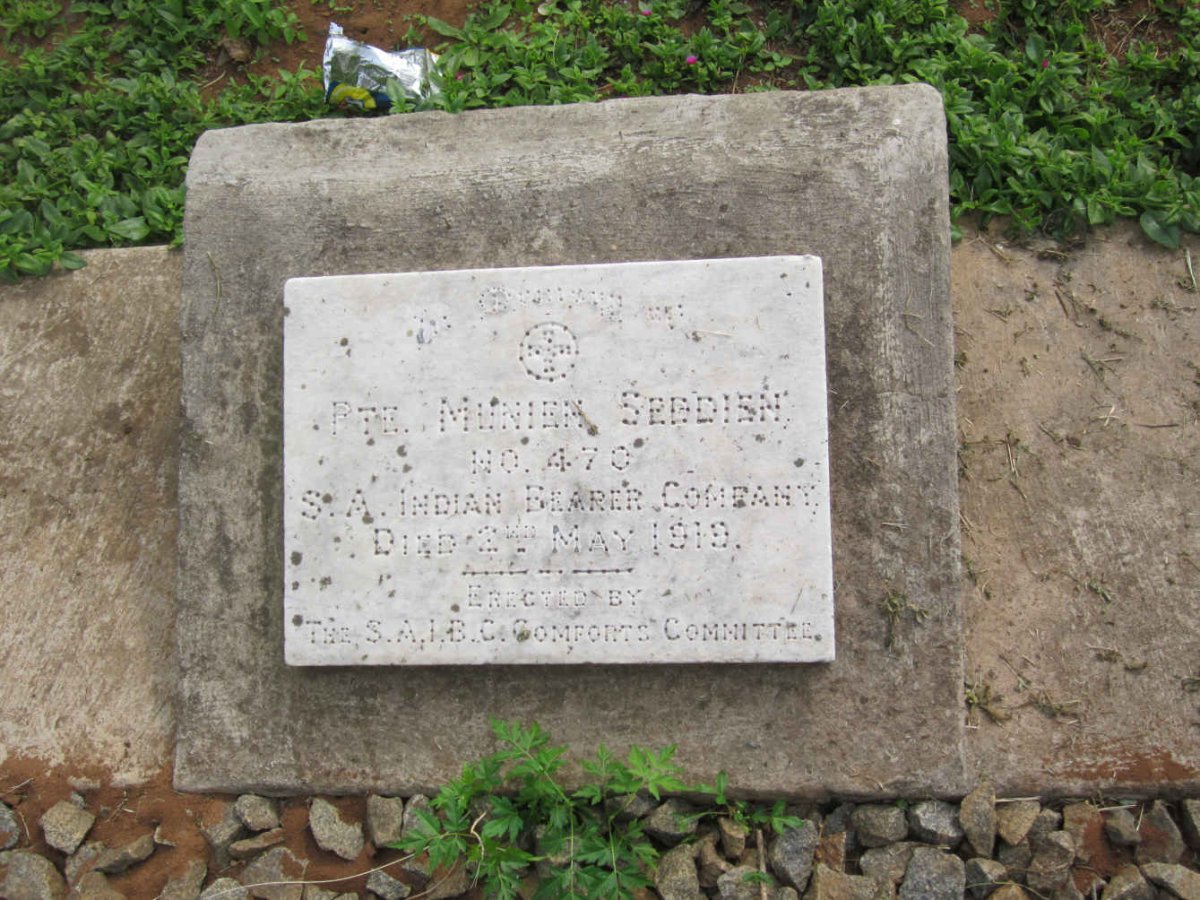 PTE. MUNIEN SEBDIEN,
NO. 470
S. A. INDIAN BEARER COMPANY,
DIED 2ND MAY 1919.
ERECTED BY
THE S.A.I.B.C. COMFORTS COMMITTEE.